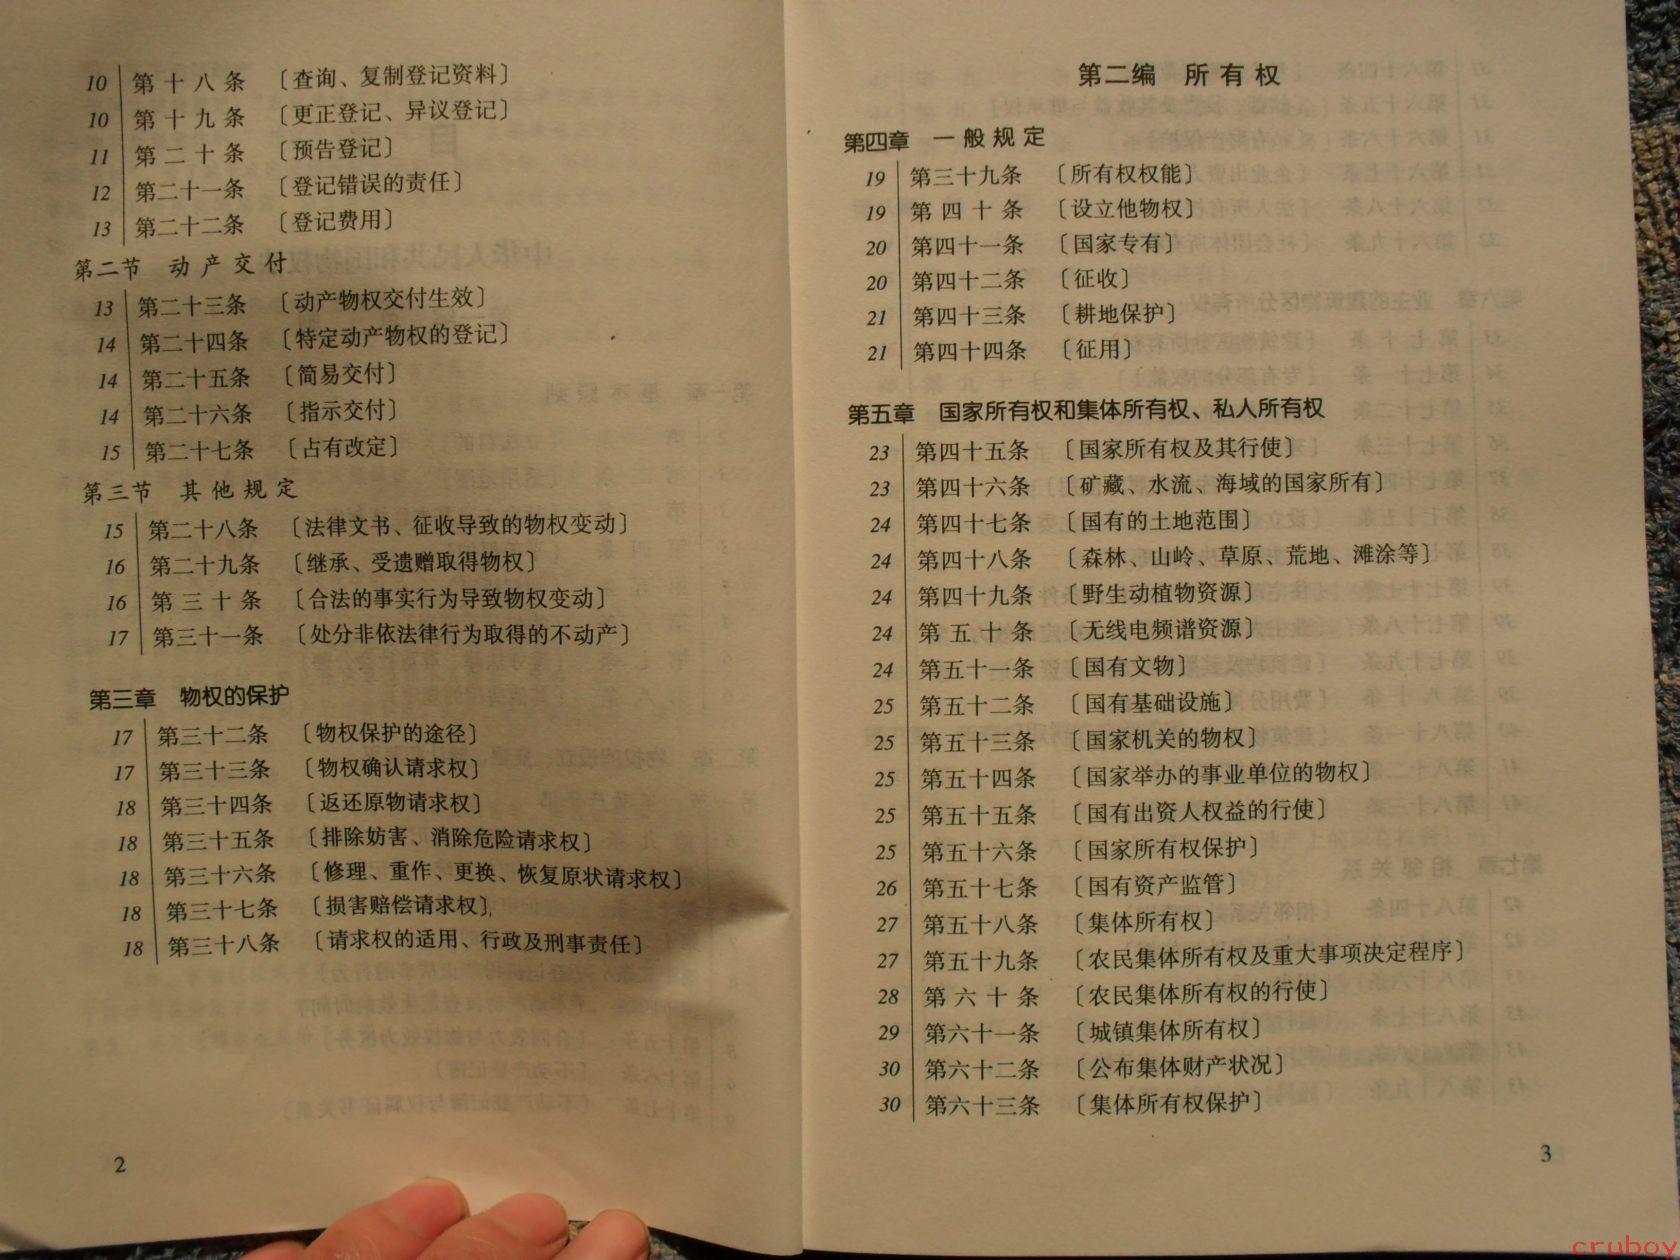 10 第十八条 〔查询、复制登记资料〕
10 第十九条 〔更正登记、异议登记〕
11 第二十条 〔预告登记〕
12 第二十一条 〔登记错误的责任〕
13 第二十二条 〔登记费用〕
第二节 动产交付
13 第二十三条 〔动产物权交付生效〕
14 第二十四条 〔特定动产物权的登记〕
14 第二十五条 〔简易交付〕
14 第二十六条 〔指示交付〕
15 第二十七条 〔占有改定〕
第三节 其他规定
15 第二十八条 〔法律文书、征收导致的物权变动〕
16 第二十九条 〔继承、受遗赠取得物权〕
16 第三十条 〔合法的事实行为导致物权变动〕
17 第三十一条 〔处分非依法律行为取得的不动产〕
第三章 物权的保护
17 第三十二条 〔物权保护的途径〕
17 第三十三条 〔物权确认请求权〕
18 第三十四条 〔返还原物请求权〕
18 第三十五条 〔排除妨害、消除危险请求权〕
18 第三十六条 〔修理、重作、更换、恢复原状请求权〕
18 第三十七条 〔损害赔偿请求权〕
18 第三十八条 〔请求权的适用、行政及刑事责任〕
2
第二编 所有权
第四章 一般规定
19 第三十九条 〔所有权权能〕
19 第四十条 〔设立他物权〕
20 第四十一条 〔国家专有〕
20 第四十二条 〔征收〕
21 第四十三条 〔耕地保护〕
21 第四十四条 〔征用〕
第五章 国家所有权和集体所有权、私人所有权
23 第四十五条 〔国家所有权及其行使〕
23 第四十六条 〔矿藏、水流、海域的国家所有〕
24 第四十七条 〔国有的土地范围〕
24 第四十八条 〔森林、山岭、草原、荒地、滩涂等〕
24 第四十九条 〔野生动植物资源〕
24 第五十条 〔无线电频谱资源〕
24 第五十一条 〔国有文物〕
25 第五十二条 〔国有基础设施〕
25 第五十三条 〔国家机关的物权〕
25 第五十四条 〔国家举办的事业单位的物权〕
25 第五十五条 〔国有出资人权益的行使〕
25 第五十六条 〔国家所有权保护〕
26 第五十七条 〔国有资产监管〕
27 第五十八条 〔集体所有权〕
27 第五十九条 〔农民集体所有权及重大事项决定程序〕
28 第六十条 〔农民集体所有权的行使〕
29 第六十一条 〔城镇集体所有权〕
30 第六十二条 〔公布集体财产状况〕
30 第六十三条 〔集体所有权保护〕
3
cruboy